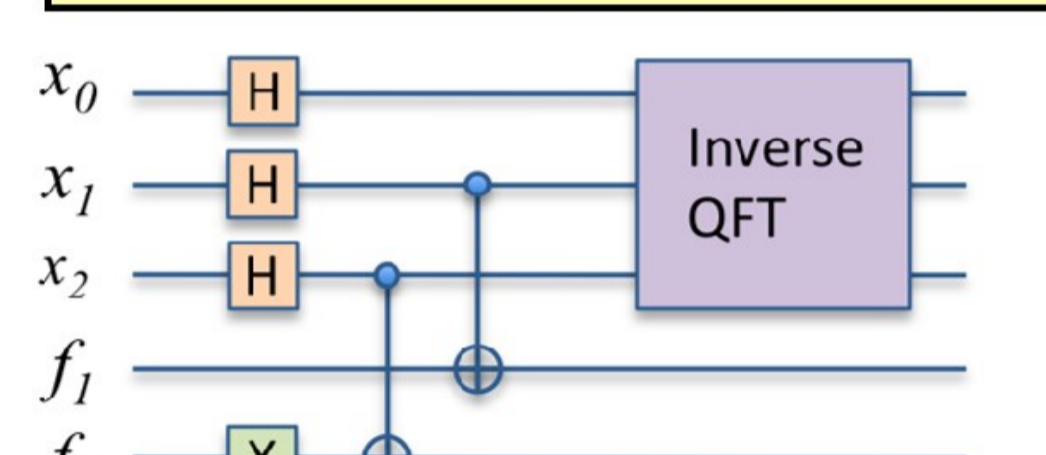 x0 H
x1 H
x2 H
Inverse
QFT
f1
f